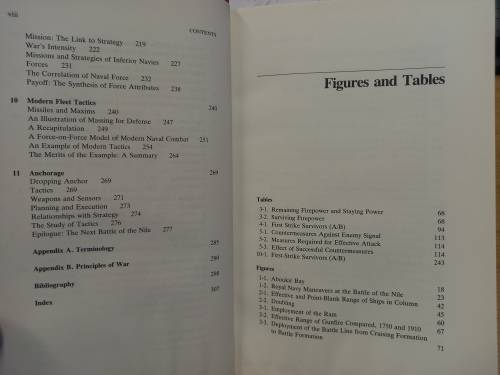 viii
CONTENTS
Mission: The Link to Strategy 219
War's Intensity 222
Missions and Strategies of Inferior Navies 227
Forces 231
The Correlation of Naval Force 232
Payoff: The Synthesis of Force Attributes 236
10 Modern Fleet Tactics 240
Missiles and Maxims 240
An Illustration of Massing for Defense 247
A Recapitulation 249
A Force-on-Force Model of Modern Naval Combat 251
An Example of Modern Tactics 254
The Merits of the Example: A Summary 264
11 Anchorage 269
Dropping Anchor 269
Tactics 269
Weapons and Sensors 271
Planning and Execution 273
Relationships with Strategy 274
The Study of Tactics 276
Epilogue: The Next Battle of the Nile 277
Appendix A. Terminology 285
Appendix B. Principles of War 290
Bibliography 298
Index 307
Figures and Tables
Tables
3-1. Remaining Firepower and Staying Power 68
3-2. Surviving Firepower 68
4-1. First Strike Survivors (A/B) 94
5-1. Countermeasures Against Enemy Signal 113
5-2. Measures Required for Effective Attack 114
5-3. Effect of Successful Countermeasures 114
10-1. First-Strike Survivors (A/B) 243
Figures
1-1. Aboukir Bay 18
1-2. Royal Navy Maneuvers at the Battle of the Nile 23
2-1. Effective and Point-Blank Range of Ships in Column 42
2-2. Doubling 45
3-1. Employment of the Ram 60
3-2. Effective Range of Gunfire Compared, 1750 and 1910 67
3-3. Deployment of the Battle Line from Cruising Formation
to Battle Formation 71